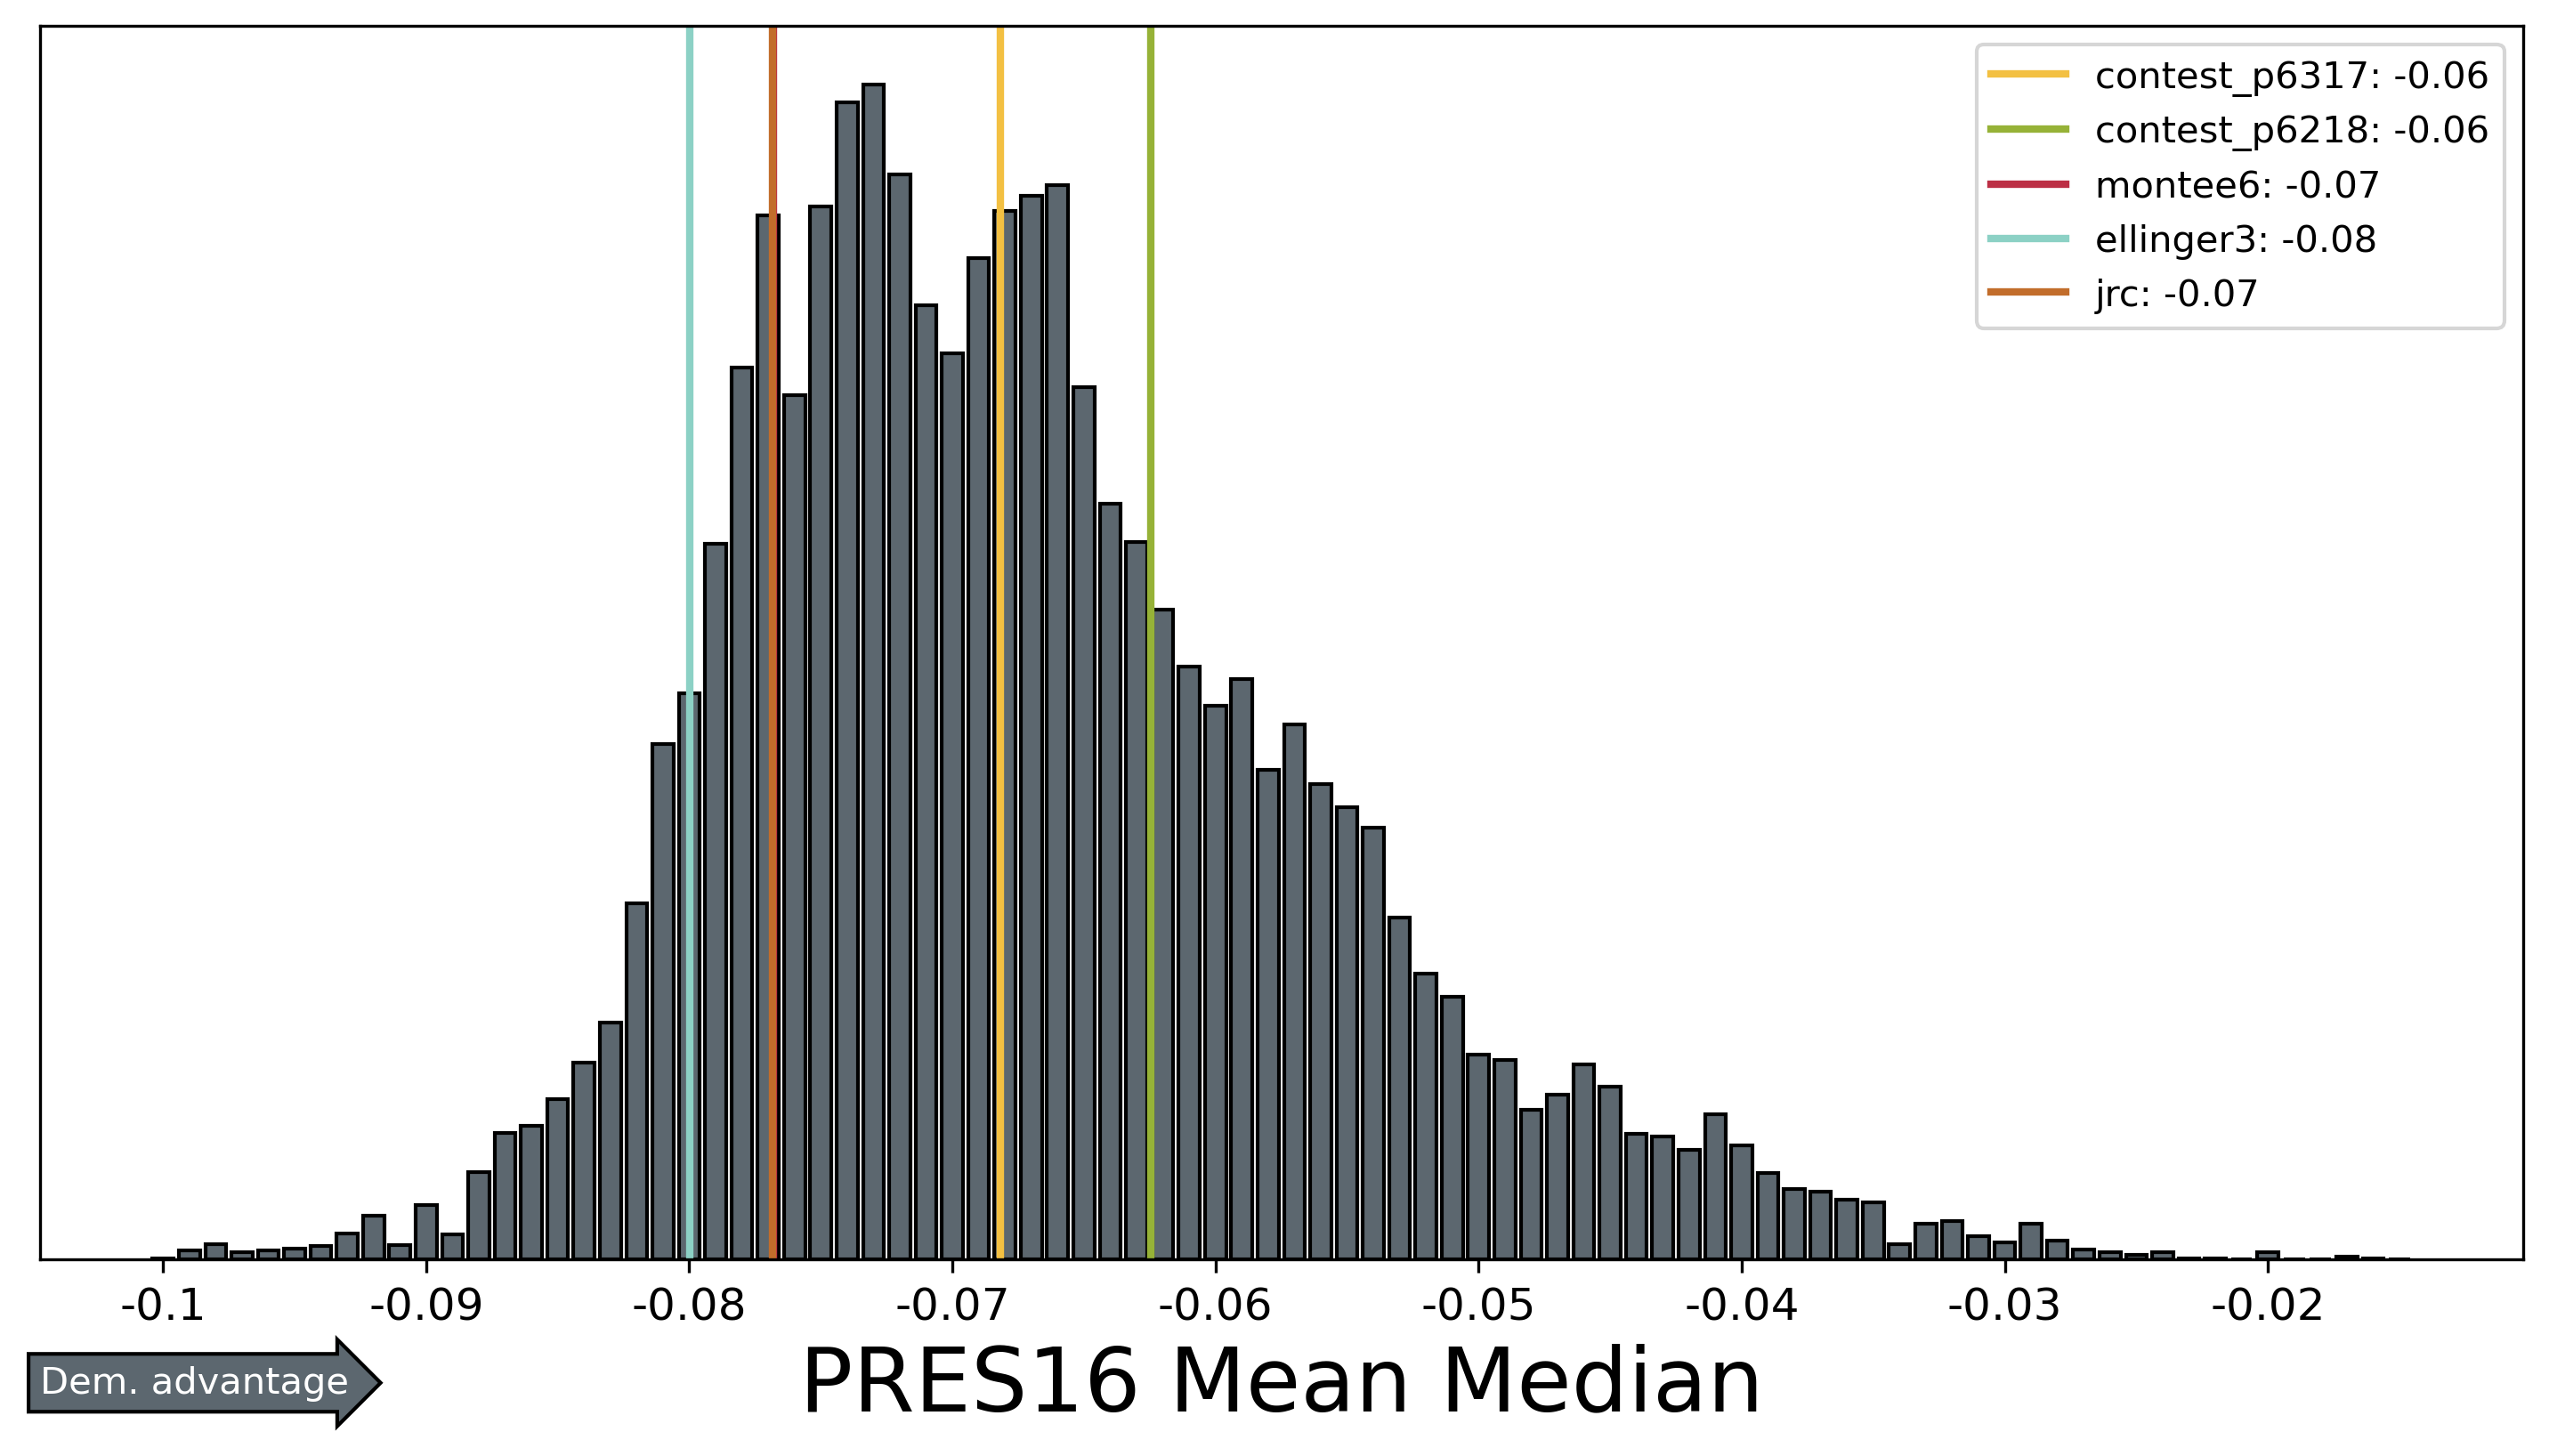 contest_p6317: -0.06
contest_p6218: -0.06
montee6: -0.07
ellinger3: -0.08
jrc: -0.07
-0.1 -0.09 -0.08 -0.07 -0.06 -0.05 -0.04 -0.03 -0.02
Dem. advantage
PRES16 Mean Median